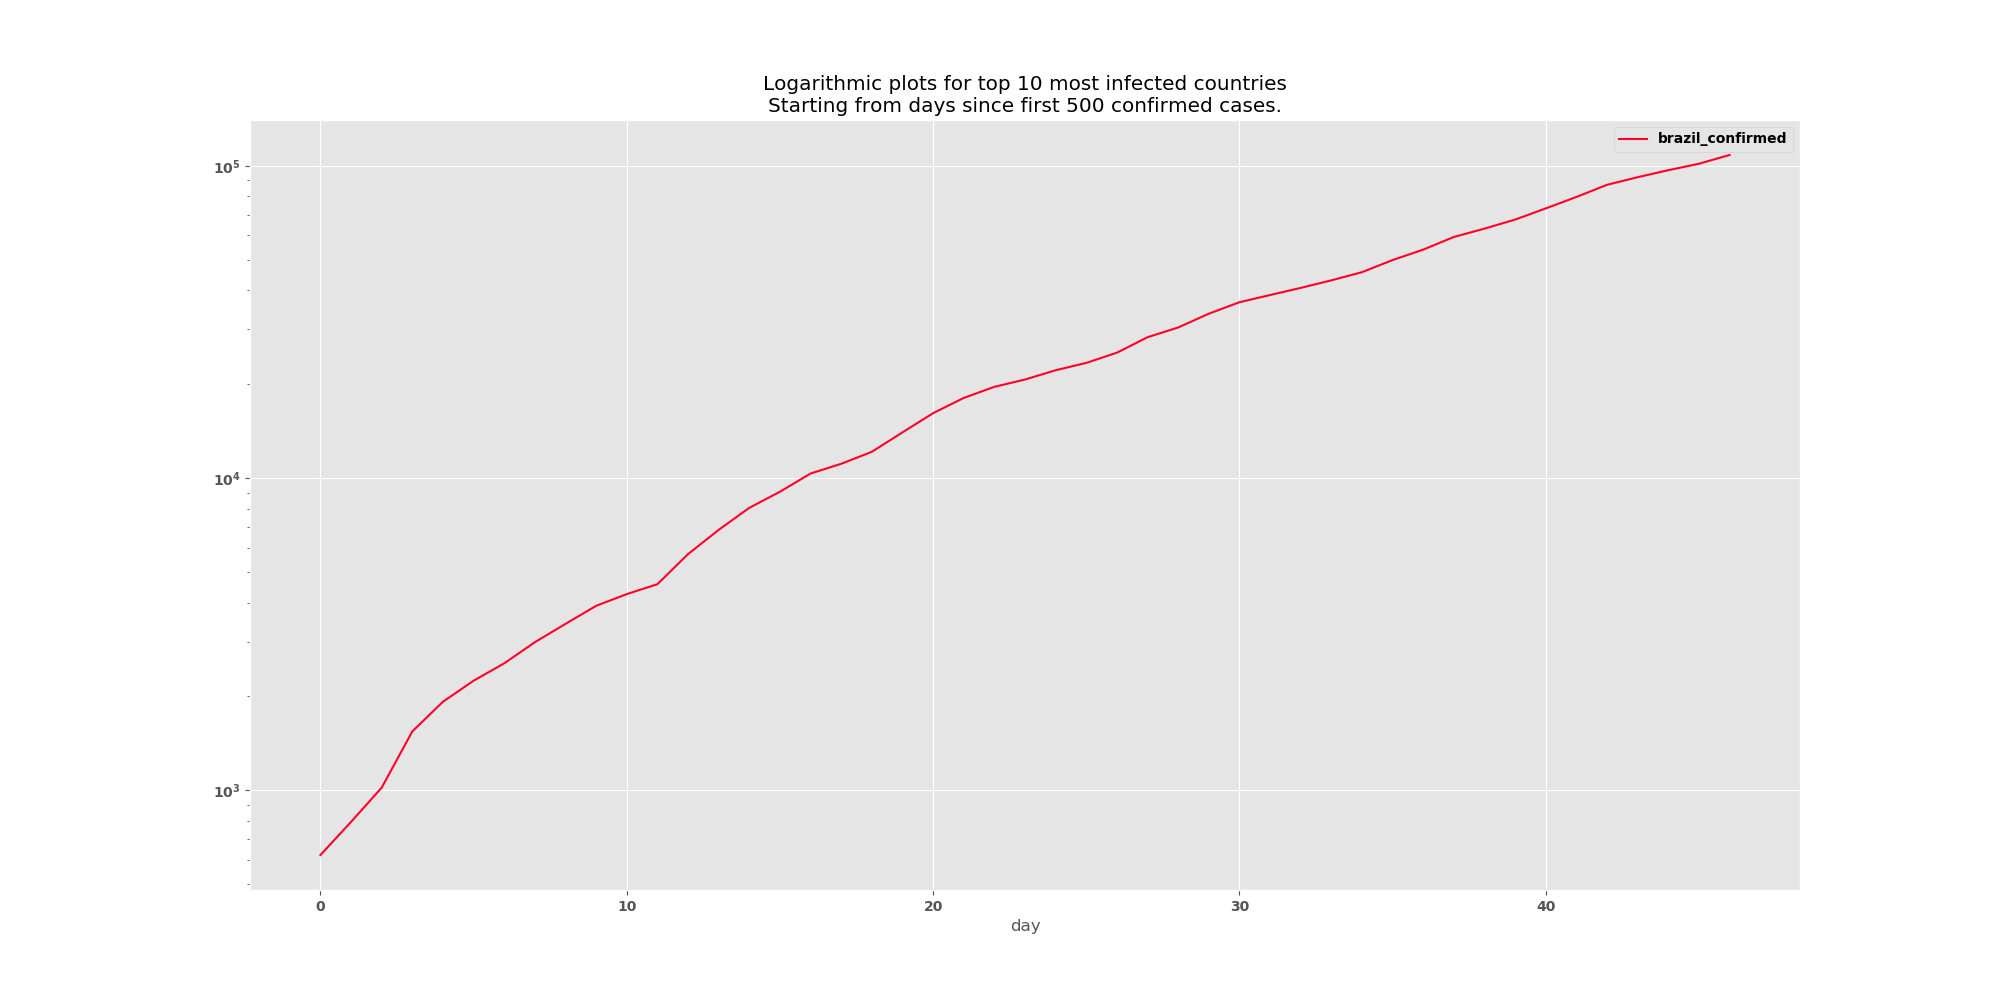 Logarithmic plots for top 10 most infected countries
Starting from days since first 500 confirmed cases.
brazil_confirmed
10⁵
10⁴
10³
0 10 20 30 40
day